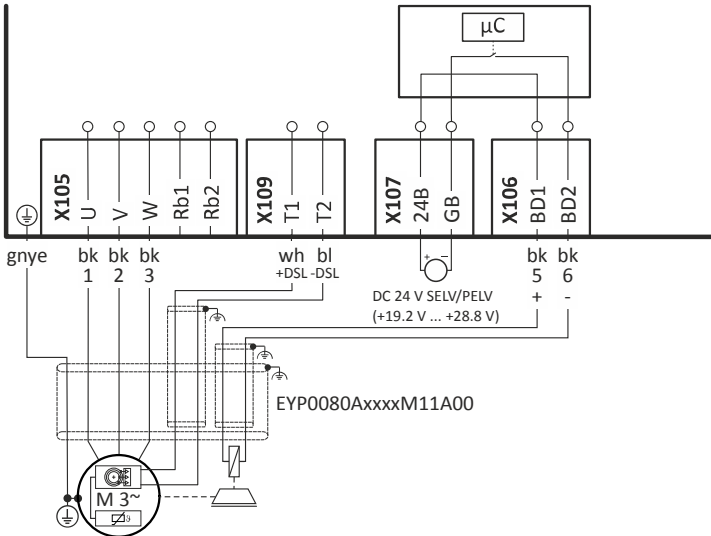 µC
X105
U
V
W
Rb1
Rb2
X109
T1
T2
X107
24B
GB
X106
BD1
BD2
gnye
bk
1
bk
2
bk
3
wh
+DSL
bl
-DSL
+
-
DC 24 V SELV/PELV
(+19.2 V ... +28.8 V)
bk
5
+
bk
6
-
EYP0080AxxxxM11A00
M 3~
ϑ